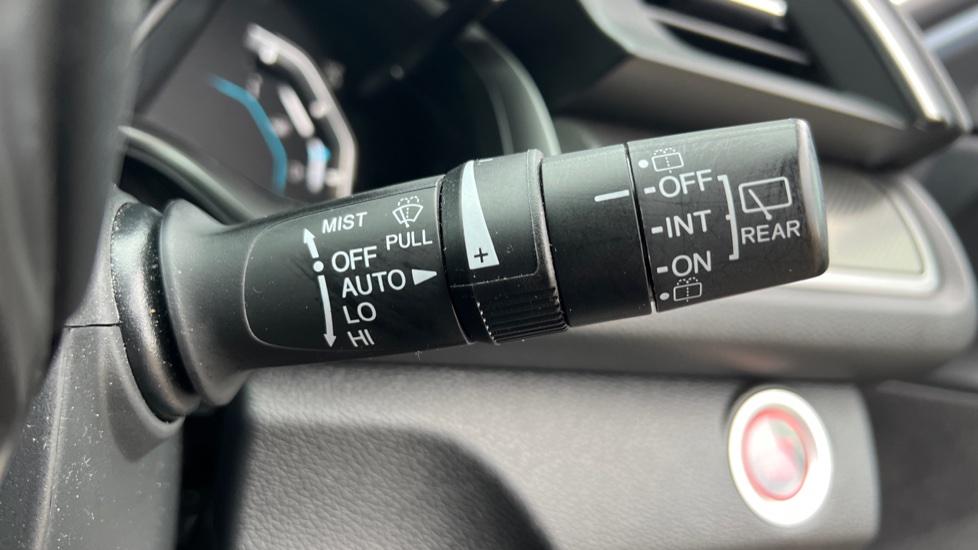 MIST
PULL
OFF
AUTO
LO
HI
+
OFF
INT
ON
REAR